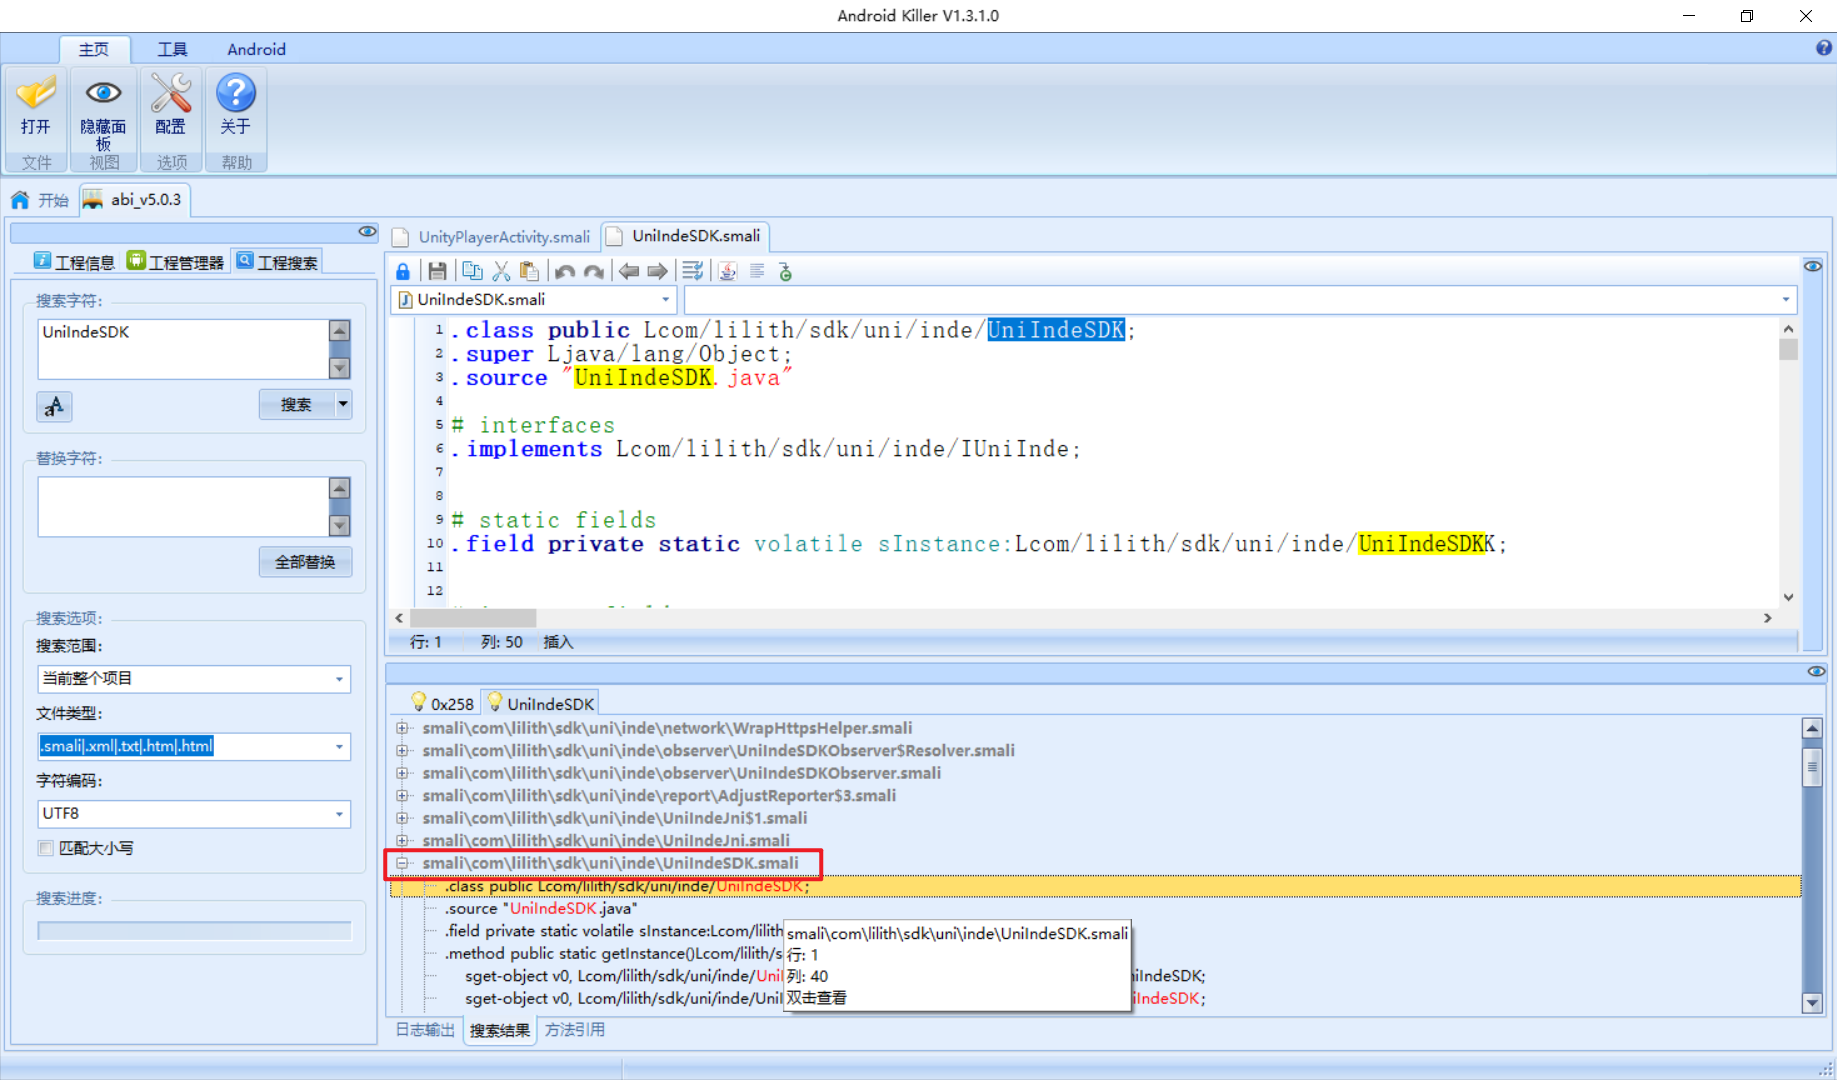 Android Killer V1.3.1.0
主页 工具 Android
打开 隐藏面板 配置 关于
文件 视图 选项 帮助
开始 abi_v5.0.3
工程信息 工程管理器 工程搜索
搜索字符:
UniIndeSDK
搜索
替换字符:
全部替换
搜索选项:
搜索范围:
当前整个项目
文件类型:
.smali|.xml|.txt|.htm|.html
字符编码:
UTF8
匹配大小写
搜索进度:
UnityPlayerActivity.smali UniIndeSDK.smali
UniIndeSDK.smali
1 .class public Lcom/lilith/sdk/uni/inde/UniIndeSDK;
2 .super Ljava/lang/Object;
3 .source "UniIndeSDK.java"
4
5 # interfaces
6 .implements Lcom/lilith/sdk/uni/inde/IUniInde;
7
8
9 # static fields
10 .field private static volatile sInstance:Lcom/lilith/sdk/uni/inde/UniIndeSDKK;
11
12
行: 1 列: 50 插入
0x258 UniIndeSDK
smali\com\lilith\sdk\uni\inde\network\WrapHttpsHelper.smali
smali\com\lilith\sdk\uni\inde\observer\UniIndeSDKObserver$Resolver.smali
smali\com\lilith\sdk\uni\inde\observer\UniIndeSDKObserver.smali
smali\com\lilith\sdk\uni\inde\report\AdjustReporter$3.smali
smali\com\lilith\sdk\uni\inde\UniIndeJni$1.smali
smali\com\lilith\sdk\uni\inde\UniIndeJni.smali
smali\com\lilith\sdk\uni\inde\UniIndeSDK.smali
.class public Lcom/lilith/sdk/uni/inde/UniIndeSDK;
.source "UniIndeSDK.java"
.field private static volatile sInstance:Lcom/lilith
.method public static getInstance()Lcom/lilith/s
sget-object v0, Lcom/lilith/sdk/uni/inde/UniI niIndeSDK;
sget-object v0, Lcom/lilith/sdk/uni/inde/UniI iIndeSDK;
smali\com\lilith\sdk\uni\inde\UniIndeSDK.smali
行: 1
列: 40
双击查看
日志输出 搜索结果 方法引用